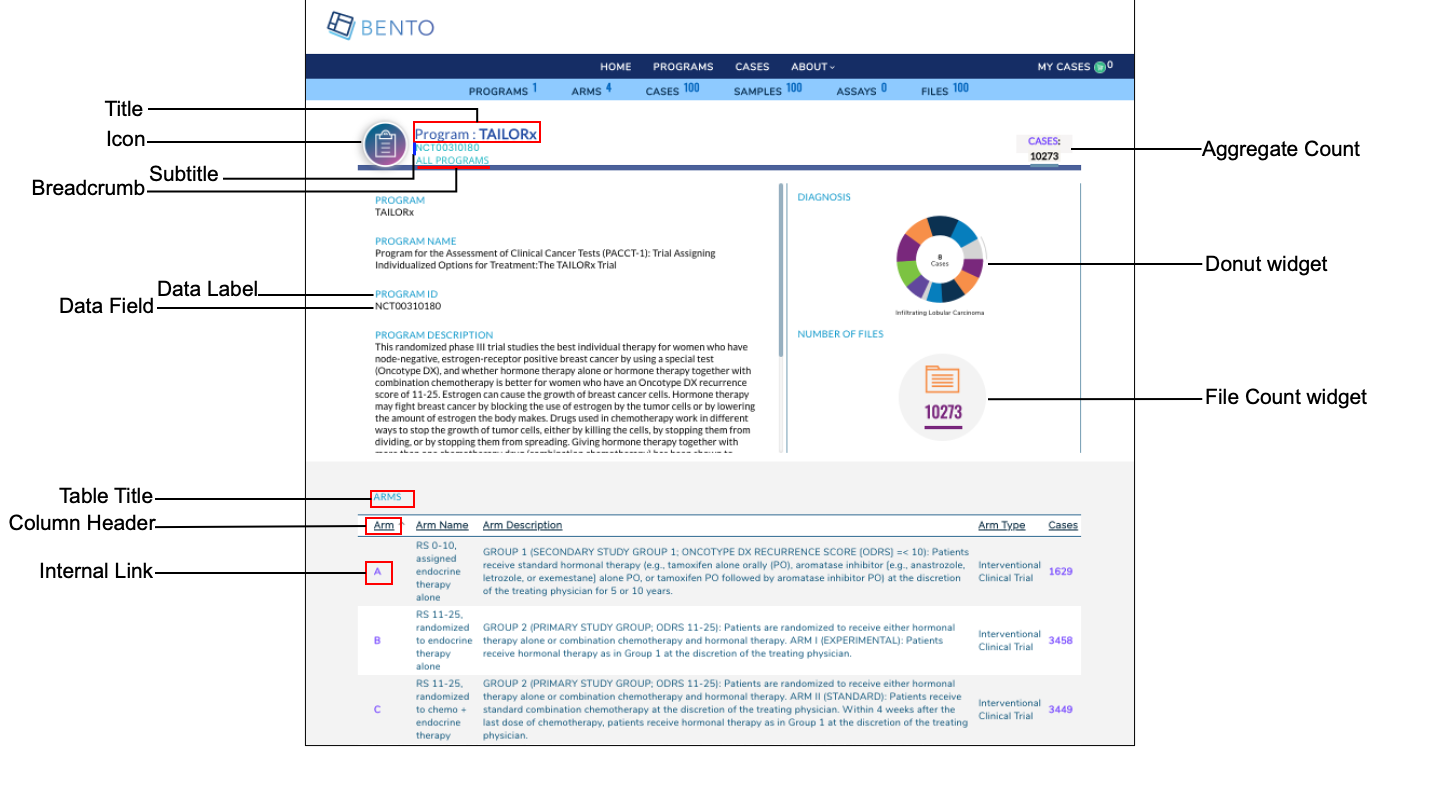 BENTO
HOME PROGRAMS CASES ABOUT MY CASES 0
PROGRAMS 1 ARMS 4 CASES 100 SAMPLES 100 ASSAYS 0 FILES 100
Title
Icon
Subtitle
Breadcrumb
Program : TAILORx
NCT00310180
ALL PROGRAMS
CASES:
10273
Aggregate Count
PROGRAM
TAILORx
PROGRAM NAME
Program for the Assessment of Clinical Cancer Tests (PACCT-1): Trial Assigning
Individualized Options for Treatment:The TAILORx Trial
Data Label
Data Field
PROGRAM ID
NCT00310180
PROGRAM DESCRIPTION
This randomized phase III trial studies the best individual therapy for women who have
node-negative, estrogen-receptor positive breast cancer by using a special test
(Oncotype DX), and whether hormone therapy alone or hormone therapy together with
combination chemotherapy is better for women who have an Oncotype DX recurrence
score of 11-25. Estrogen can cause the growth of breast cancer cells. Hormone therapy
may fight breast cancer by blocking the use of estrogen by the tumor cells or by lowering
the amount of estrogen the body makes. Drugs used in chemotherapy work in different
ways to stop the growth of tumor cells, either by killing the cells, by stopping them from
dividing, or by stopping them from spreading. Giving hormone therapy together with
more than one chemotherapy drug (combination chemotherapy) has been shown to
DIAGNOSIS
8
Cases
Infiltrating Lobular Carcinoma
Donut widget
NUMBER OF FILES
10273
File Count widget
Table Title
Column Header
Internal Link
ARMS
Arm Arm Name Arm Description Arm Type Cases
A
RS 0-10,
assigned
endocrine
therapy
alone
GROUP 1 (SECONDARY STUDY GROUP 1; ONCOTYPE DX RECURRENCE SCORE [ODRS] =< 10): Patients
receive standard hormonal therapy (e.g., tamoxifen alone orally (PO), aromatase inhibitor [e.g., anastrozole,
letrozole, or exemestane] alone PO, or tamoxifen PO followed by aromatase inhibitor PO) at the discretion
of the treating physician for 5 or 10 years.
Interventional
Clinical Trial
1629
B
RS 11-25,
randomized
to endocrine
therapy
alone
GROUP 2 (PRIMARY STUDY GROUP; ODRS 11-25): Patients are randomized to receive either hormonal
therapy alone or combination chemotherapy and hormonal therapy. ARM I (EXPERIMENTAL): Patients
receive hormonal therapy as in Group 1 at the discretion of the treating physician.
Interventional
Clinical Trial
3458
C
RS 11-25,
randomized
to chemo +
endocrine
therapy
GROUP 2 (PRIMARY STUDY GROUP; ODRS 11-25): Patients are randomized to receive either hormonal
therapy alone or combination chemotherapy and hormonal therapy. ARM II (STANDARD): Patients receive
standard combination chemotherapy at the discretion of the treating physician. Within 4 weeks after the
last dose of chemotherapy, patients receive hormonal therapy as in Group 1 at the discretion of the treating
physician.
Interventional
Clinical Trial
3449